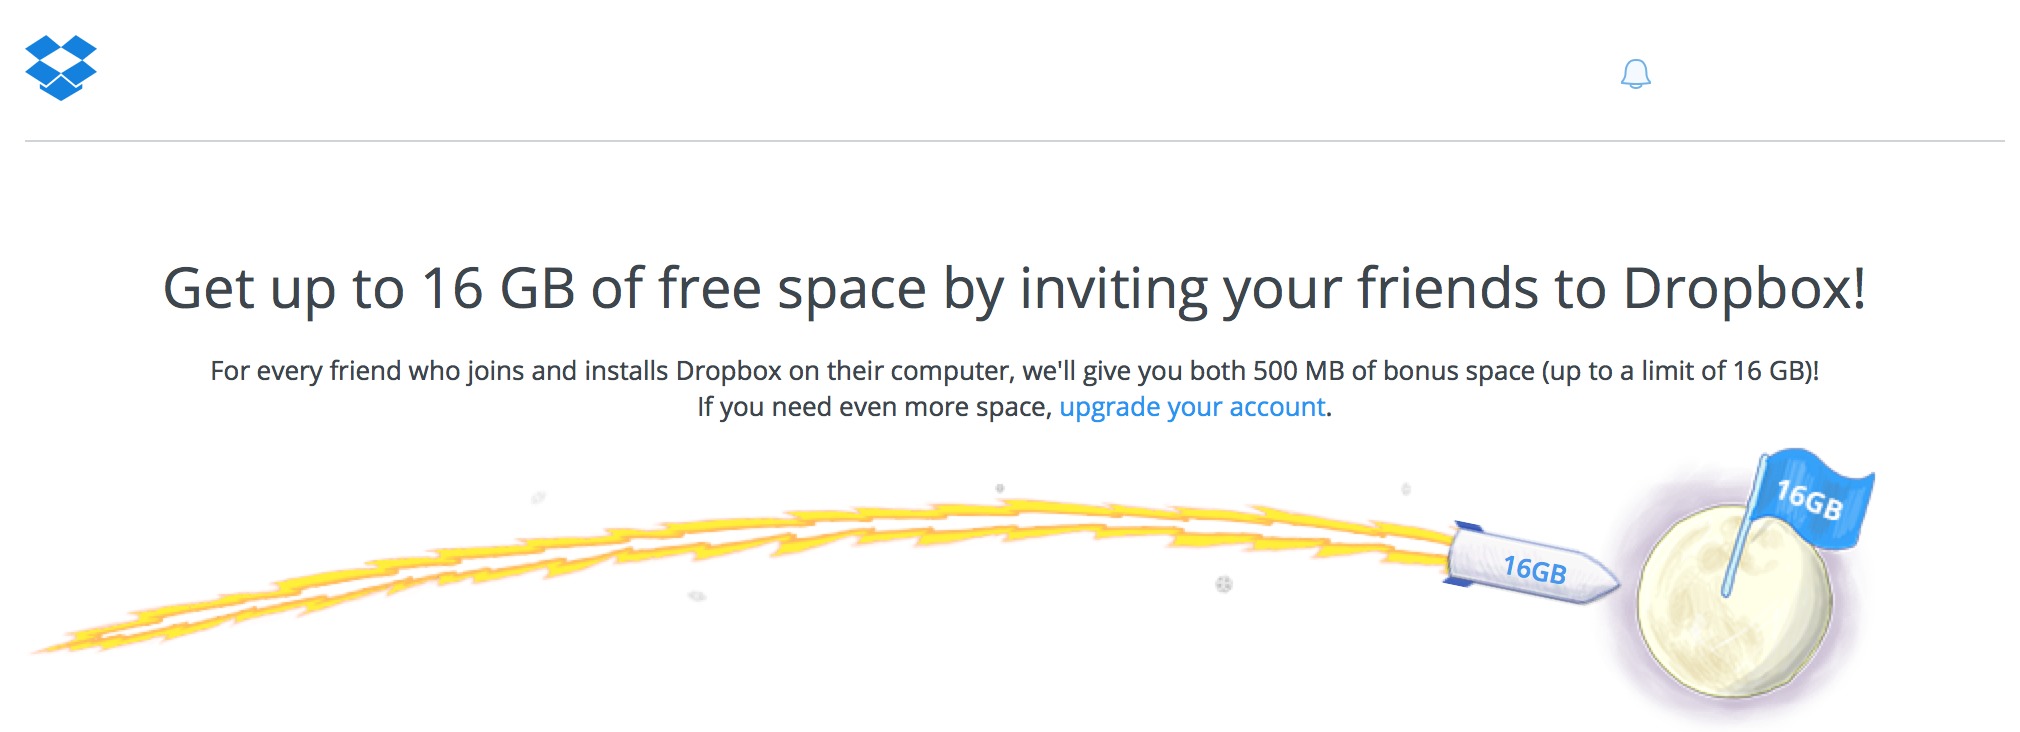 Get up to 16 GB of free space by inviting your friends to Dropbox!
For every friend who joins and installs Dropbox on their computer, we'll give you both 500 MB of bonus space (up to a limit of 16 GB)!
If you need even more space, upgrade your account.
16GB
16GB